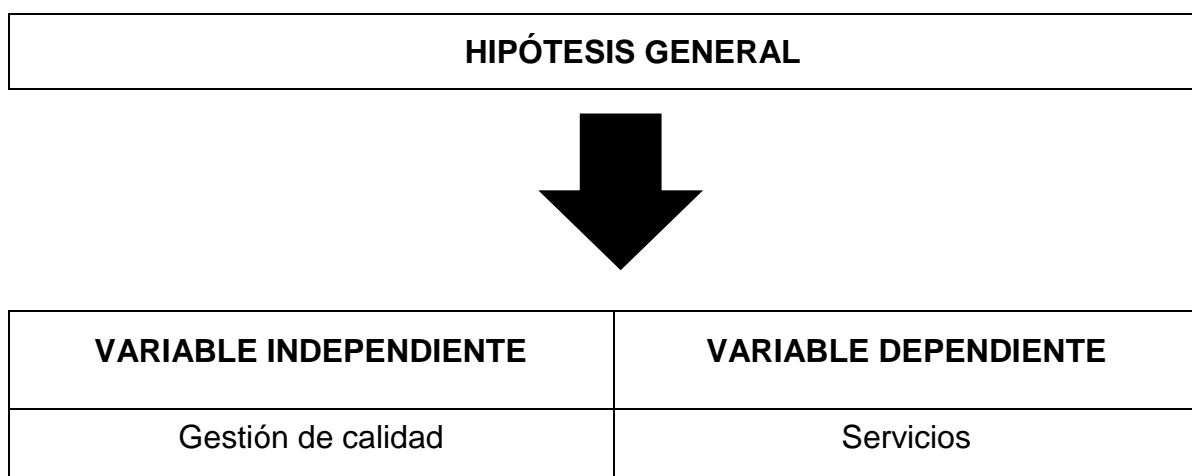 HIPÓTESIS GENERAL
VARIABLE INDEPENDIENTE VARIABLE DEPENDIENTE
Gestión de calidad Servicios